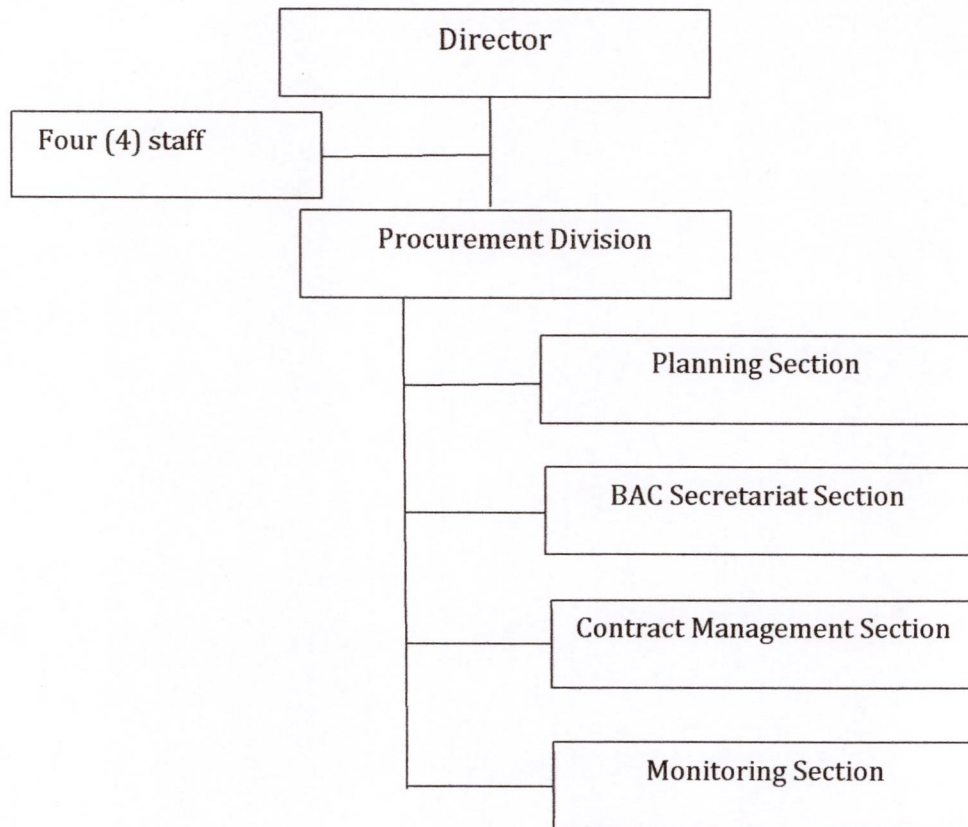 Director
Four (4) staff
Procurement Division
Planning Section
BAC Secretariat Section
Contract Management Section
Monitoring Section